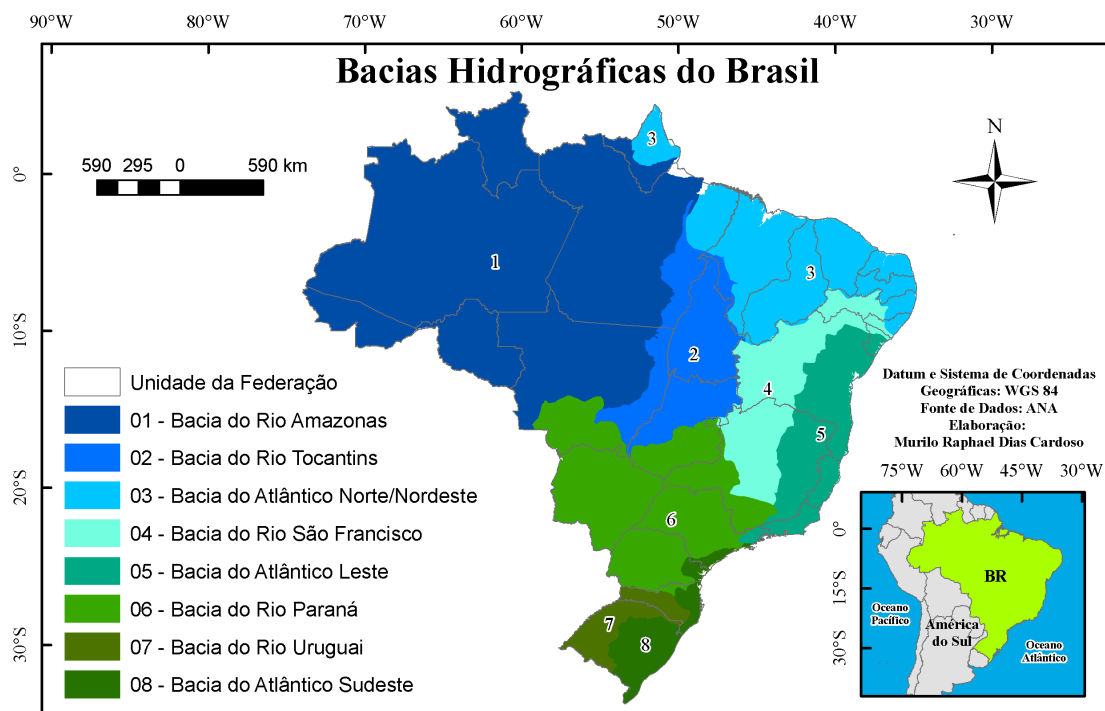 90°W 80°W 70°W 60°W 50°W 40°W 30°W
Bacias Hidrográficas do Brasil
590 295 0 590 km
N
0°
10°S
20°S
30°S
3
1
3
2
4
5
6
7
8
Unidade da Federação
01 - Bacia do Rio Amazonas
02 - Bacia do Rio Tocantins
03 - Bacia do Atlântico Norte/Nordeste
04 - Bacia do Rio São Francisco
05 - Bacia do Atlântico Leste
06 - Bacia do Rio Paraná
07 - Bacia do Rio Uruguai
08 - Bacia do Atlântico Sudeste
Datum e Sistema de Coordenadas
Geográficas: WGS 84
Fonte de Dados: ANA
Elaboração:
Murilo Raphael Dias Cardoso
75°W 60°W 45°W 30°W
0°
15°S
30°S
BR
Oceano
Pacífico
América
do Sul
Oceano
Atlântico